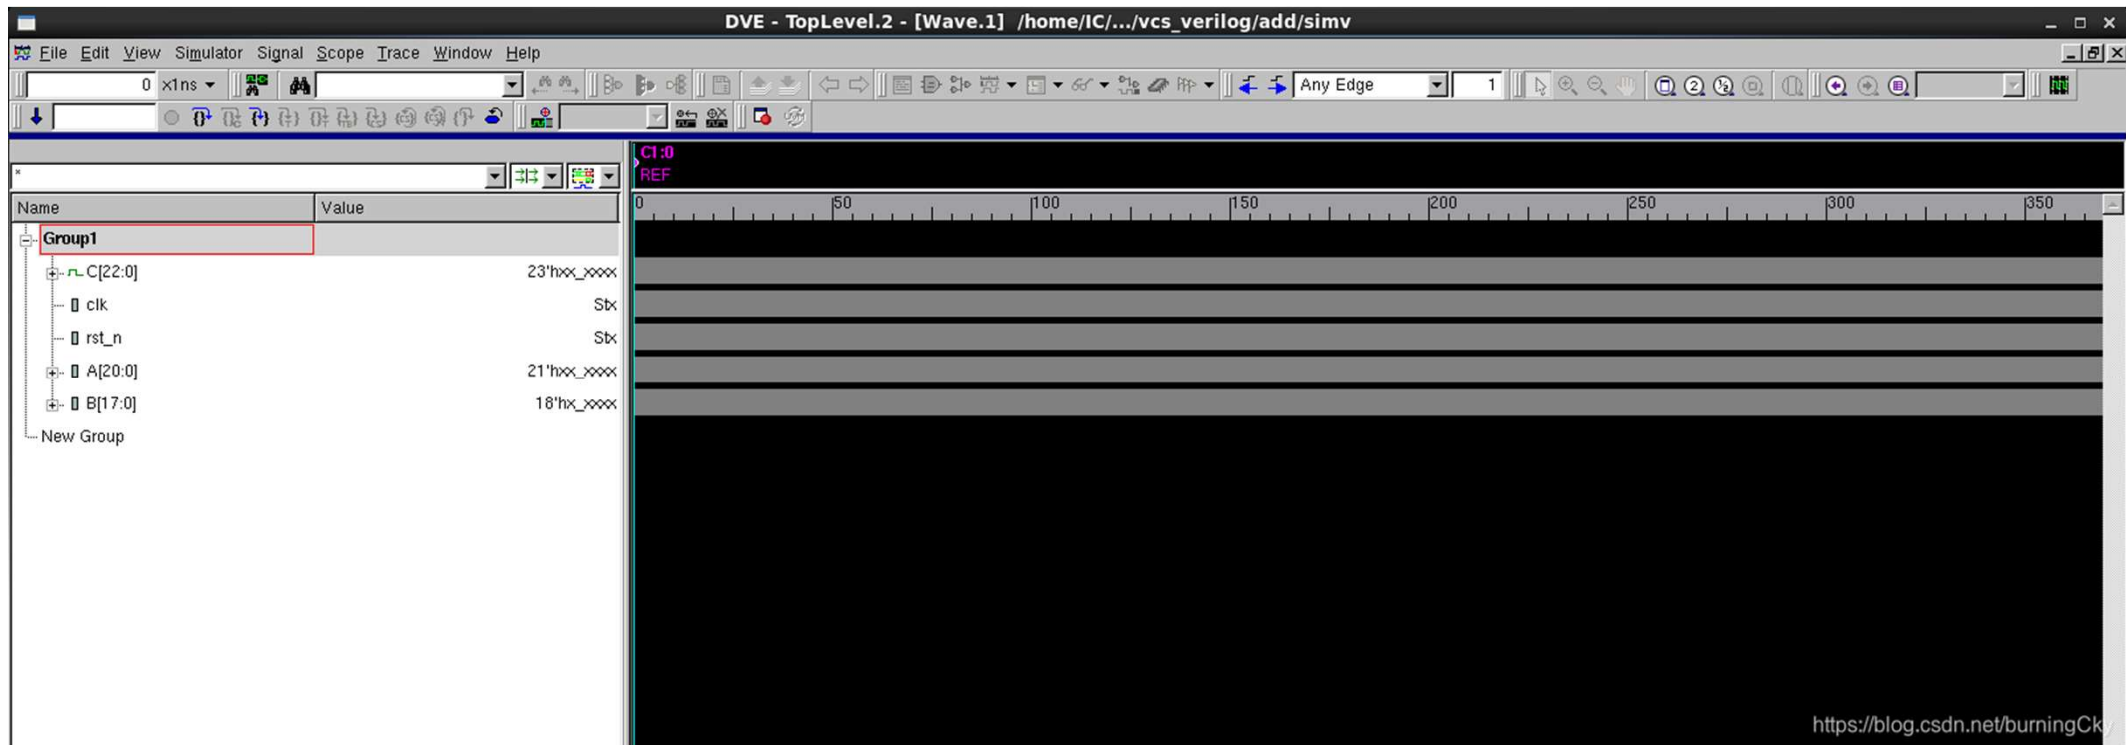 DVE - TopLevel.2 - [Wave.1] /home/IC/.../vcs_verilog/add/simv
File Edit View Simulator Signal Scope Trace Window Help
0 x1ns Any Edge 1
*
C1:0
REF
Name Value
0 50 100 150 200 250 300 350
Group1
C[22:0] 23'hxx_xxxx
clk Stx
rst_n Stx
A[20:0] 21'hxx_xxxx
B[17:0] 18'hx_xxxx
New Group
https://blog.csdn.net/burningCky